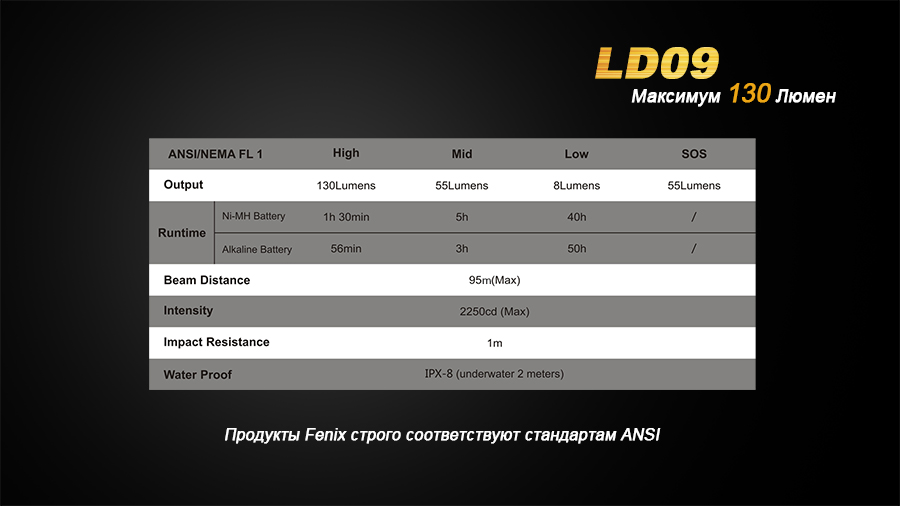 LD09
Максимум 130 Люмен
ANSI/NEMA FL 1 High Mid Low SOS
Output 130Lumens 55Lumens 8Lumens 55Lumens
Runtime
Ni-MH Battery 1h 30min 5h 40h /
Alkaline Battery 56min 3h 50h /
Beam Distance 95m(Max)
Intensity 2250cd (Max)
Impact Resistance 1m
Water Proof IPX-8 (underwater 2 meters)
Продукты Fenix строго соответствуют стандартам ANSI